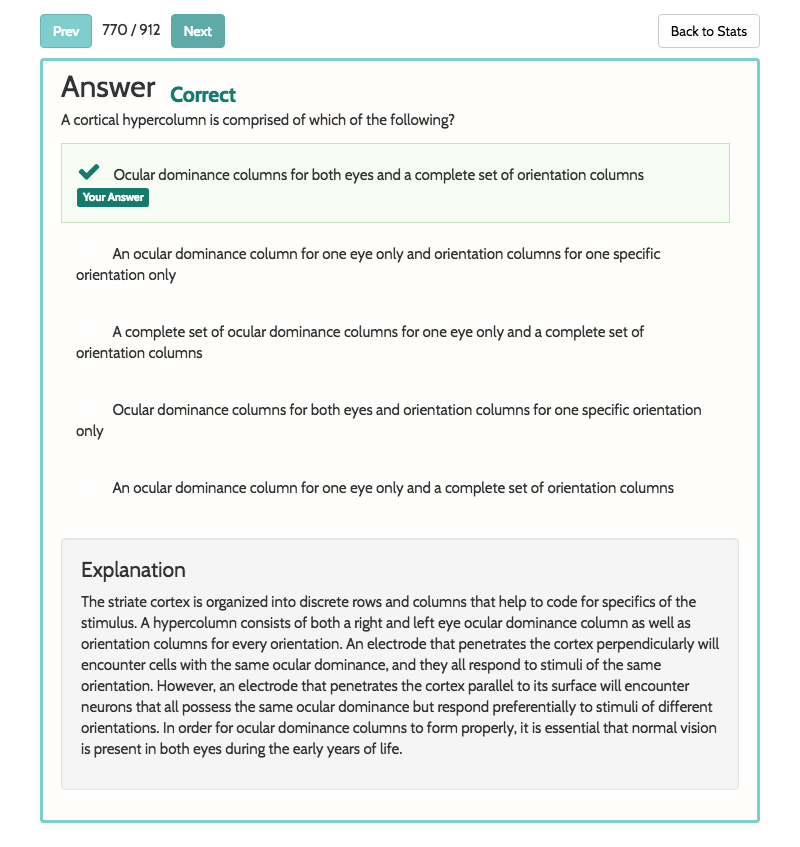 Prev 770 / 912 Next Back to Stats
Answer Correct
A cortical hypercolumn is comprised of which of the following?
Ocular dominance columns for both eyes and a complete set of orientation columns
Your Answer
An ocular dominance column for one eye only and orientation columns for one specific
orientation only
A complete set of ocular dominance columns for one eye only and a complete set of
orientation columns
Ocular dominance columns for both eyes and orientation columns for one specific orientation
only
An ocular dominance column for one eye only and a complete set of orientation columns
Explanation
The striate cortex is organized into discrete rows and columns that help to code for specifics of the
stimulus. A hypercolumn consists of both a right and left eye ocular dominance column as well as
orientation columns for every orientation. An electrode that penetrates the cortex perpendicularly will
encounter cells with the same ocular dominance, and they all respond to stimuli of the same
orientation. However, an electrode that penetrates the cortex parallel to its surface will encounter
neurons that all possess the same ocular dominance but respond preferentially to stimuli of different
orientations. In order for ocular dominance columns to form properly, it is essential that normal vision
is present in both eyes during the early years of life.